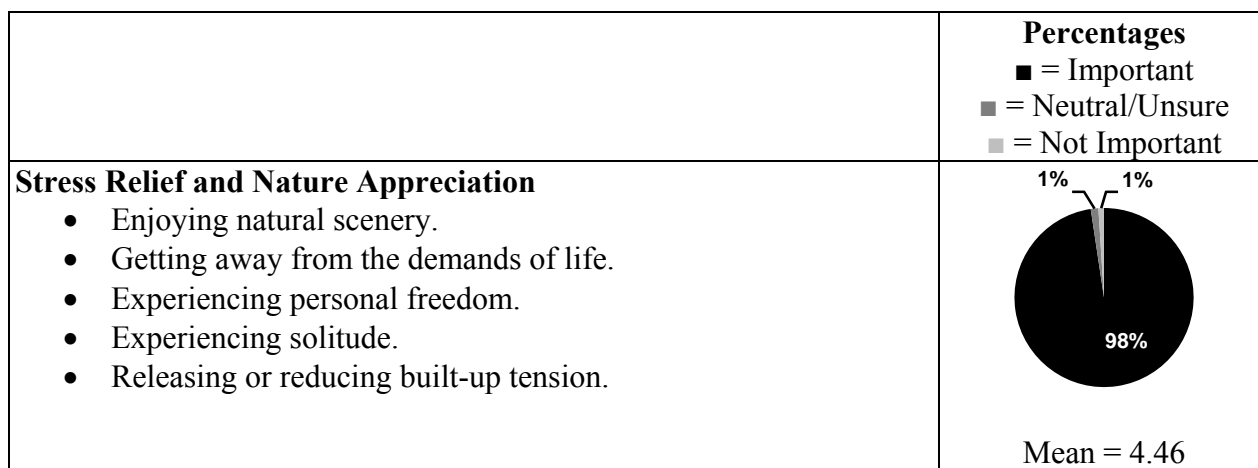 Percentages
■ = Important
■ = Neutral/Unsure
■ = Not Important
Stress Relief and Nature Appreciation
• Enjoying natural scenery.
• Getting away from the demands of life.
• Experiencing personal freedom.
• Experiencing solitude.
• Releasing or reducing built-up tension.
1% 1%
98%
Mean = 4.46